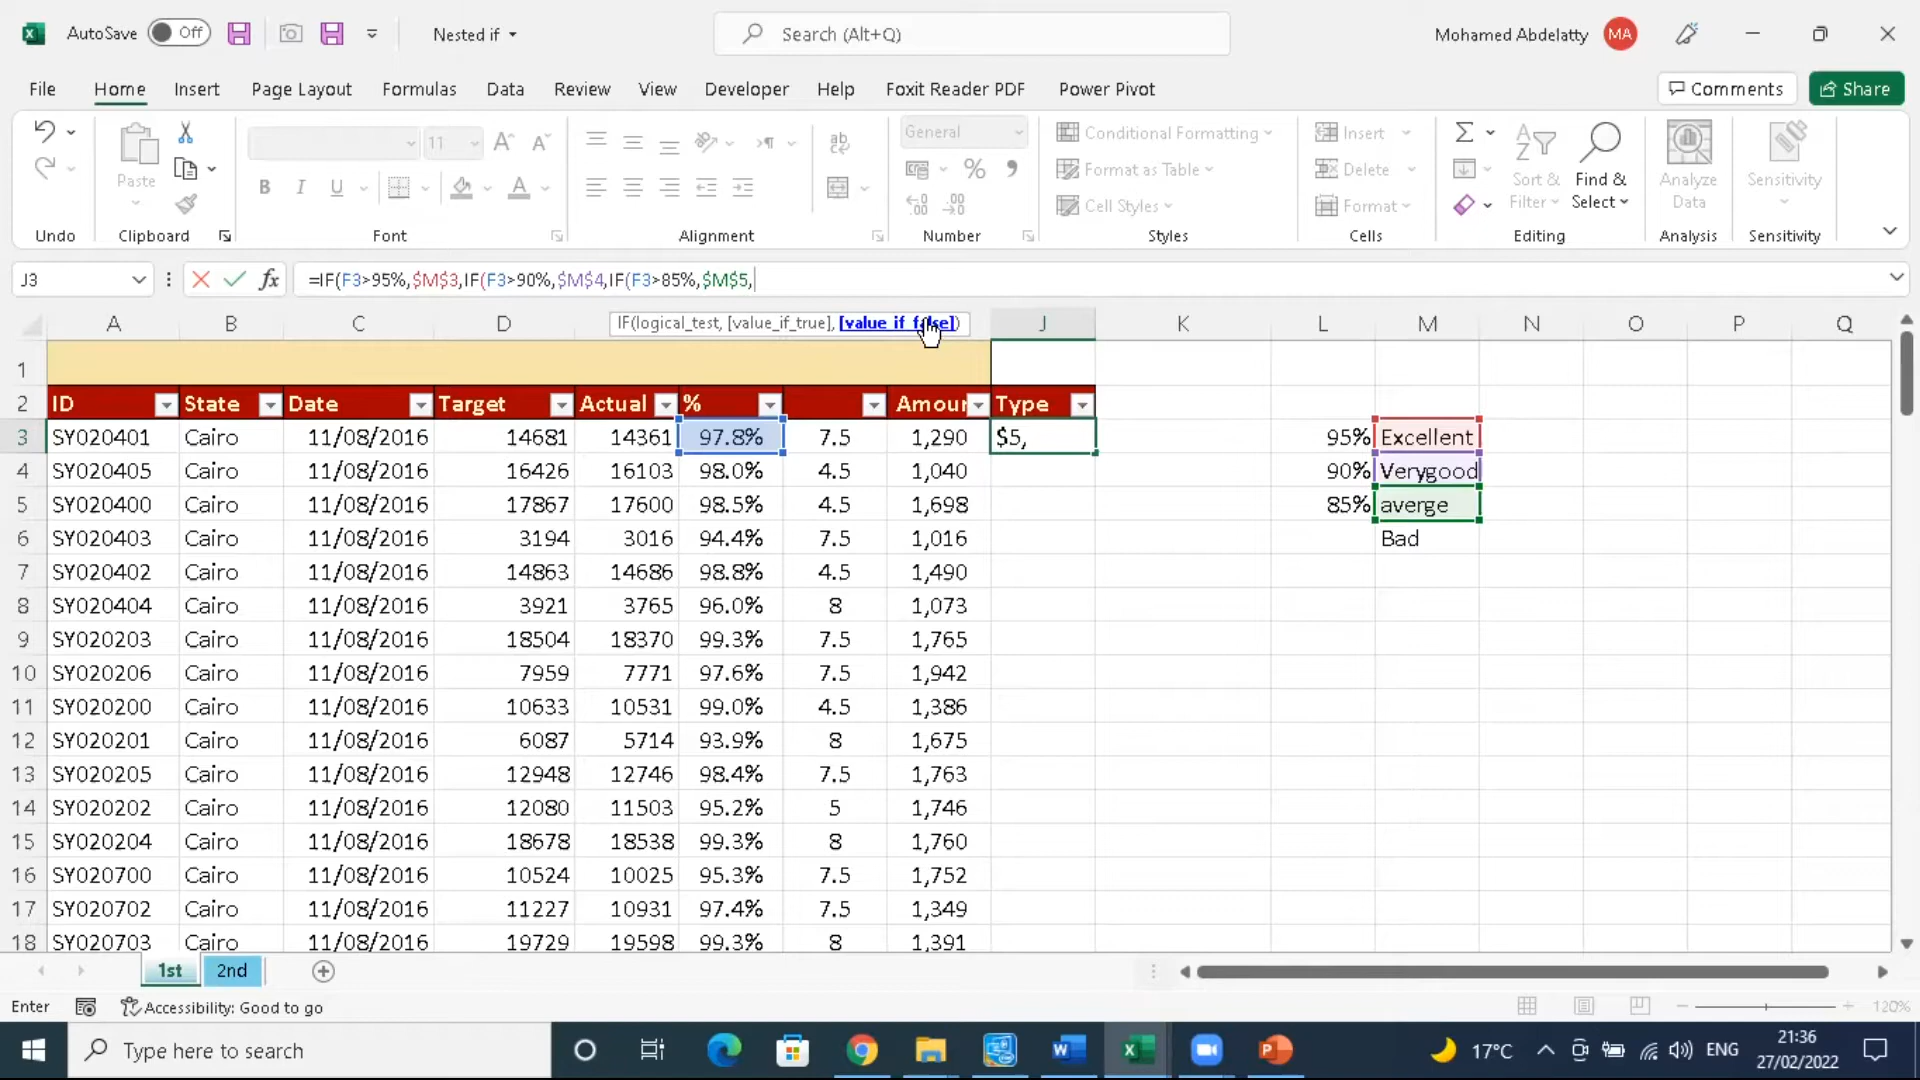 AutoSave Off Nested if Search (Alt+Q) Mohamed Abdelatty MA
File Home Insert Page Layout Formulas Data Review View Developer Help Foxit Reader PDF Power Pivot Comments Share
Paste 11 General Conditional Formatting Insert
B I U Format as Table Delete Sort & Filter Find & Select Analyze Data Sensitivity
Cell Styles Format
Undo Clipboard Font Alignment Number Styles Cells Editing Analysis Sensitivity
J3 fx =IF(F3>95%,$M$3,IF(F3>90%,$M$4,IF(F3>85%,$M$5,
IF(logical_test, [value_if_true], [value_if_false])
A B C D J K L M N O P Q
1
2 ID State Date Target Actual % Amour Type
3 SY020401 Cairo 11/08/2016 14681 14361 97.8% 7.5 1,290 $5, 95% Excellent
4 SY020405 Cairo 11/08/2016 16426 16103 98.0% 4.5 1,040 90% Verygood
5 SY020400 Cairo 11/08/2016 17867 17600 98.5% 4.5 1,698 85% averge
6 SY020403 Cairo 11/08/2016 3194 3016 94.4% 7.5 1,016 Bad
7 SY020402 Cairo 11/08/2016 14863 14686 98.8% 4.5 1,490
8 SY020404 Cairo 11/08/2016 3921 3765 96.0% 8 1,073
9 SY020203 Cairo 11/08/2016 18504 18370 99.3% 7.5 1,765
10 SY020206 Cairo 11/08/2016 7959 7771 97.6% 7.5 1,942
11 SY020200 Cairo 11/08/2016 10633 10531 99.0% 4.5 1,386
12 SY020201 Cairo 11/08/2016 6087 5714 93.9% 8 1,675
13 SY020205 Cairo 11/08/2016 12948 12746 98.4% 7.5 1,763
14 SY020202 Cairo 11/08/2016 12080 11503 95.2% 5 1,746
15 SY020204 Cairo 11/08/2016 18678 18538 99.3% 8 1,760
16 SY020700 Cairo 11/08/2016 10524 10025 95.3% 7.5 1,752
17 SY020702 Cairo 11/08/2016 11227 10931 97.4% 7.5 1,349
18 SY020703 Cairo 11/08/2016 19729 19598 99.3% 8 1,391
1st 2nd
Enter Accessibility: Good to go 120%
Type here to search 17°C ENG 21:36
27/02/2022